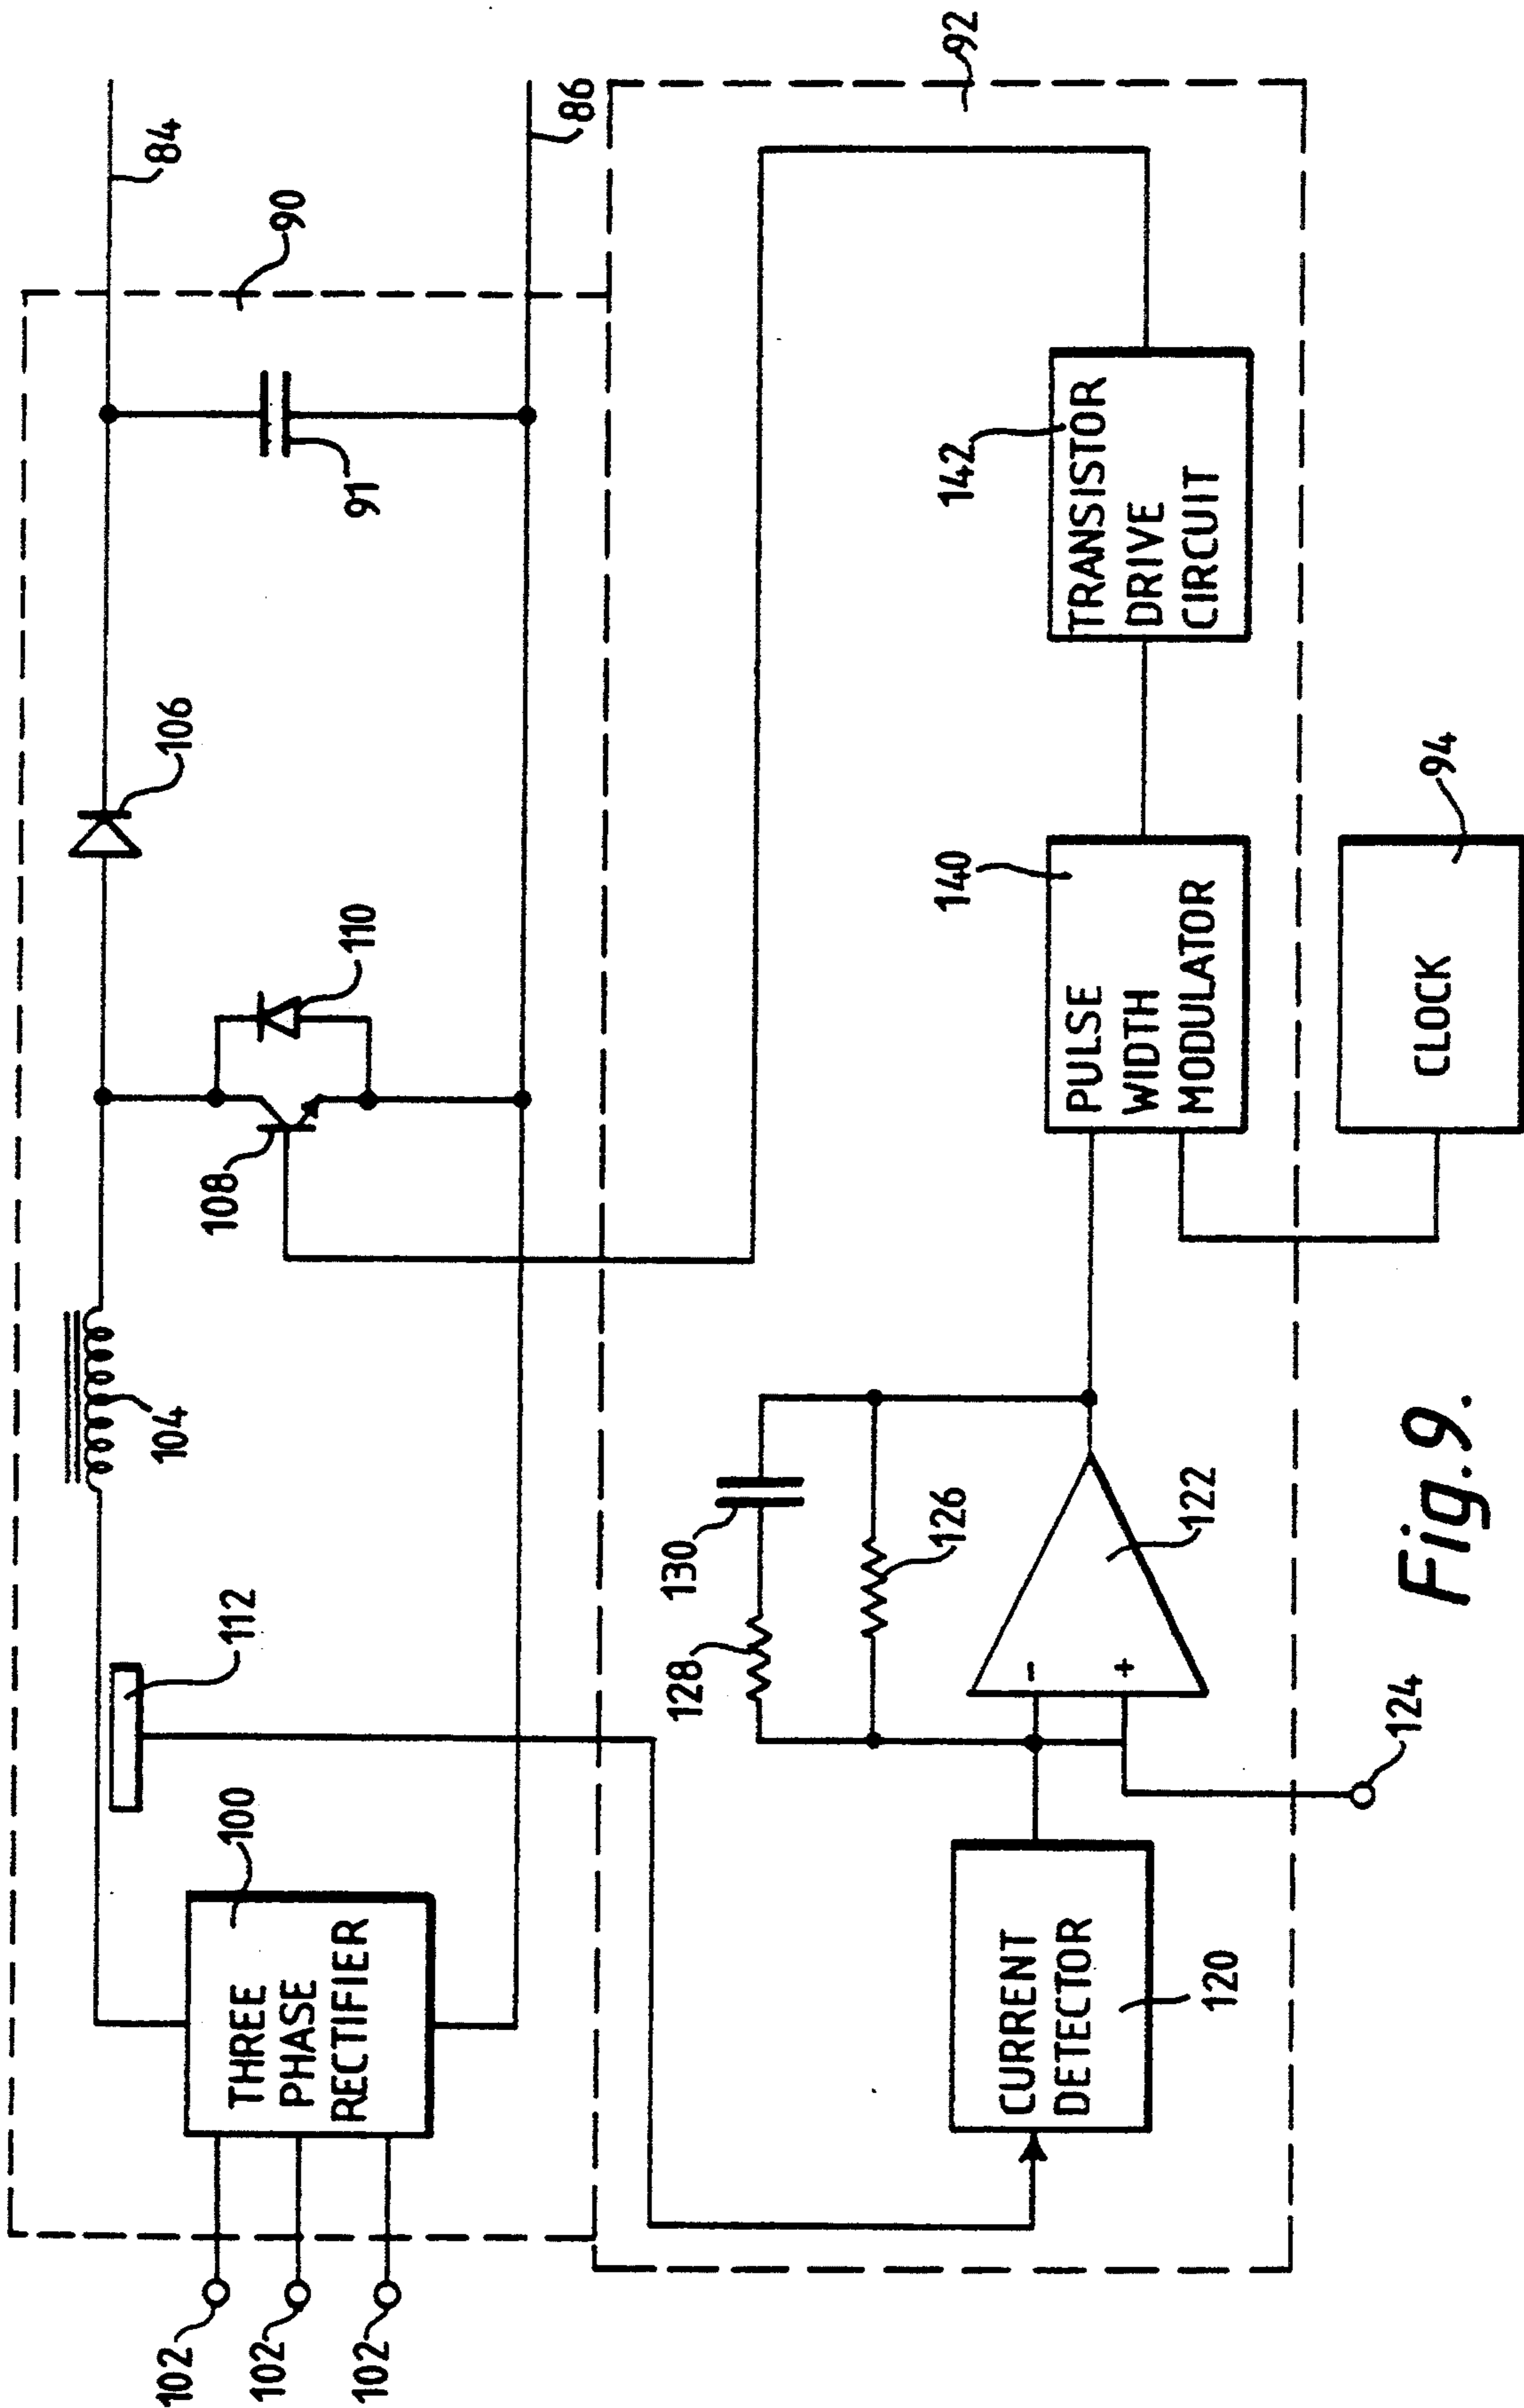 84
90
86
92
91
106
110
108
104
112
THREE
PHASE
RECTIFIER
100
102
102
102
142
TRANSISTOR
DRIVE
CIRCUIT
140
PULSE
WIDTH
MODULATOR
94
CLOCK
130
128
126
-
+
122
124
CURRENT
DETECTOR
120
Fig. 9.